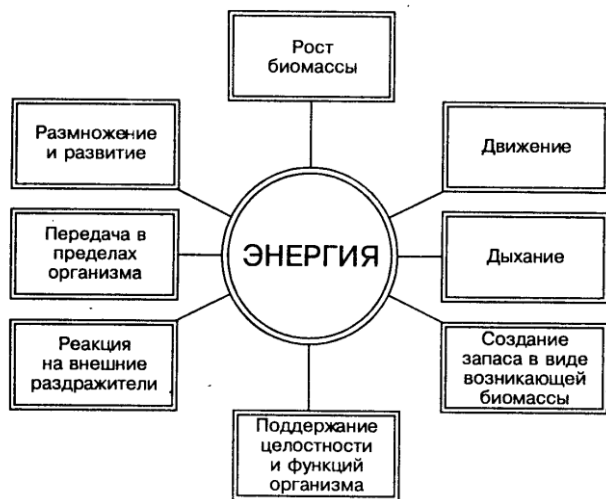 Рост
биомассы
Размножение
и развитие
Движение
Передача в
пределах
организма
ЭНЕРГИЯ
Дыхание
Реакция
на внешние
раздражители
Создание
запаса в виде
возникающей
биомассы
Поддержание
целостности
и функций
организма